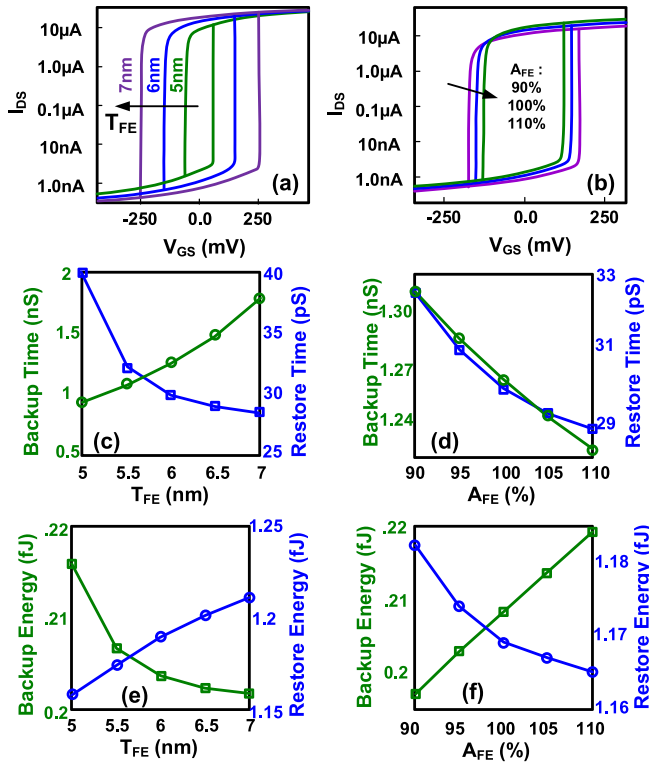 10µA
1.0µA
0.1µA
10nA
1.0nA
I_DS
7nm
6nm
5nm
T_FE
(a)
-250
0.0
250
V_GS (mV)
10µA
1.0µA
0.1µA
10nA
1.0nA
I_DS
A_FE :
90%
100%
110%
(b)
-250
0.0
250
V_GS (mV)
2
1.5
1
0.5
Backup Time (nS)
40
35
30
25
Restore Time (pS)
(c)
5
5.5
6
6.5
7
T_FE (nm)
1.30
1.27
1.24
Backup Time (nS)
33
31
29
Restore Time (pS)
(d)
90
95
100
105
110
A_FE (%)
.22
.21
0.2
Backup Energy (fJ)
1.25
1.2
1.15
Restore Energy (fJ)
(e)
5
5.5
6
6.5
7
T_FE (nm)
.22
.21
0.2
Backup Energy (fJ)
1.18
1.17
1.16
Restore Energy (fJ)
(f)
90
95
100
105
110
A_FE (%)